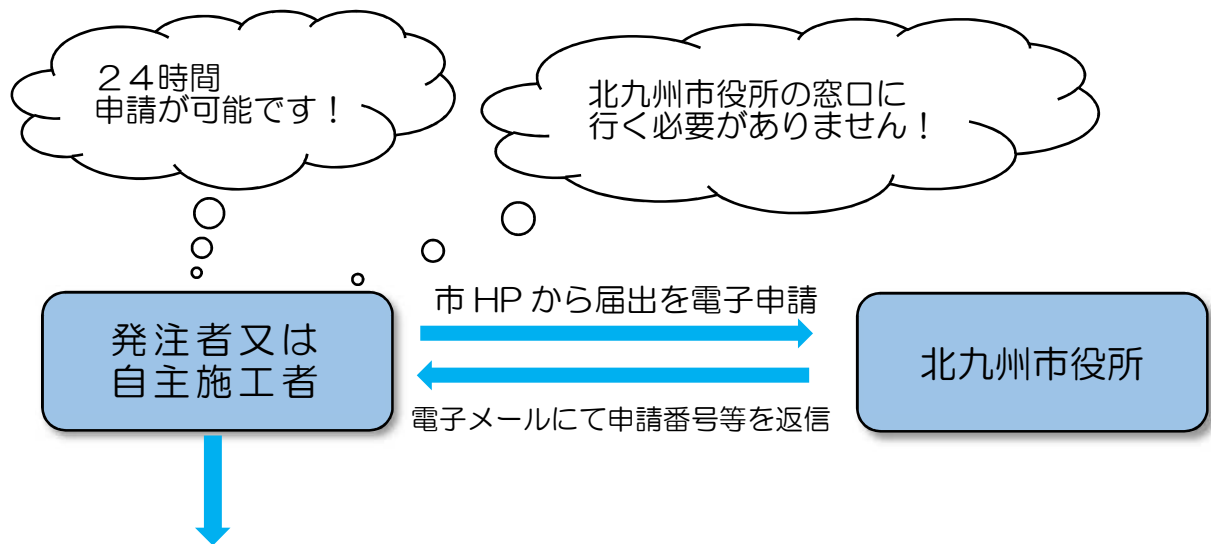 ２４時間
申請が可能です！
北九州市役所の窓口に
行く必要がありません！
市 HP から届出を電子申請
発注者又は
自主施工者
北九州市役所
電子メールにて申請番号等を返信